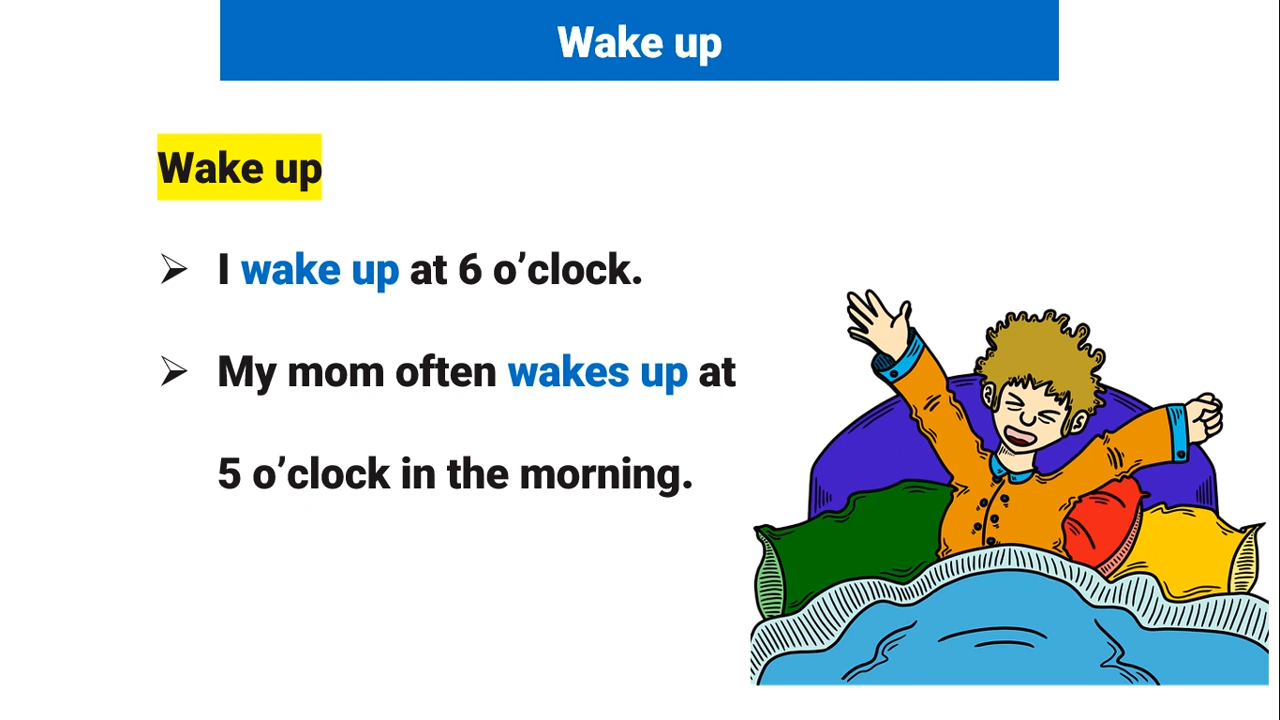 Wake up
Wake up
➢ I wake up at 6 o’clock.
➢ My mom often wakes up at
5 o’clock in the morning.